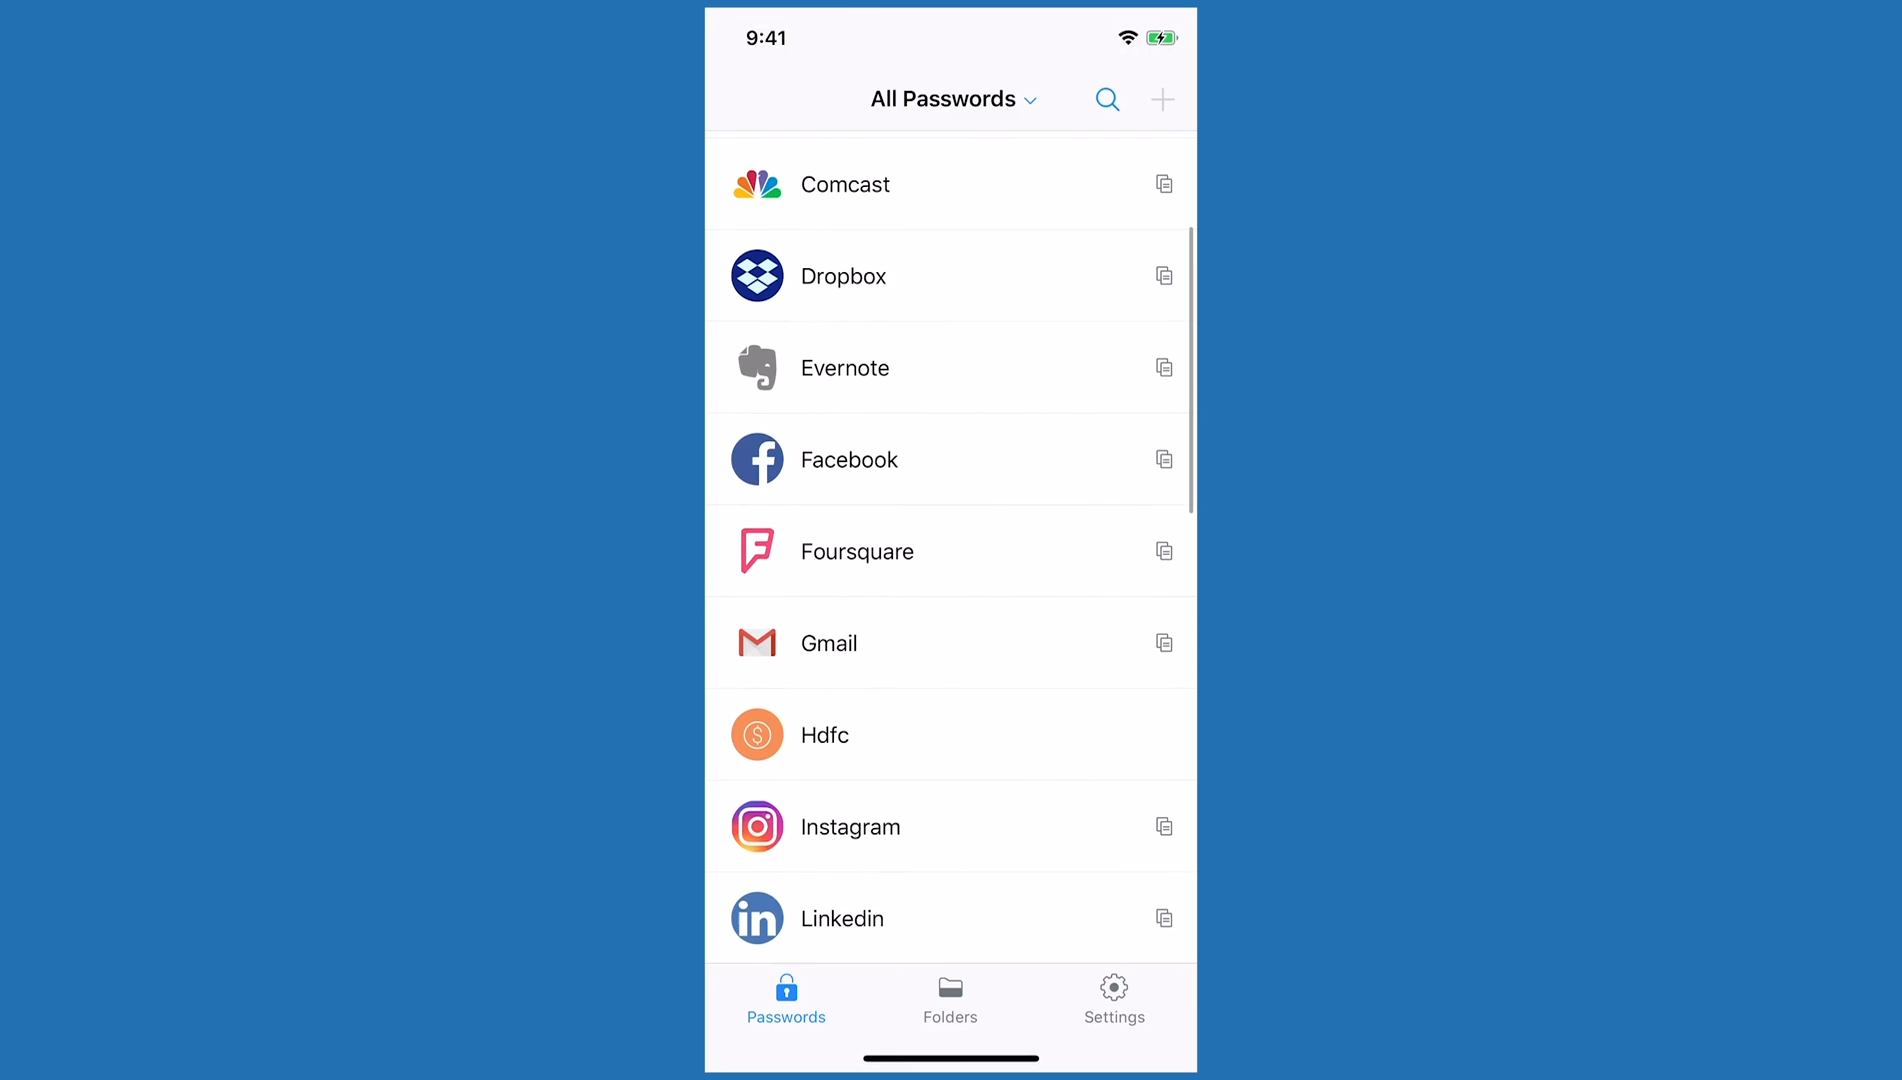 9:41
All Passwords
Comcast
Dropbox
Evernote
Facebook
Foursquare
Gmail
Hdfc
Instagram
Linkedin
Passwords
Folders
Settings